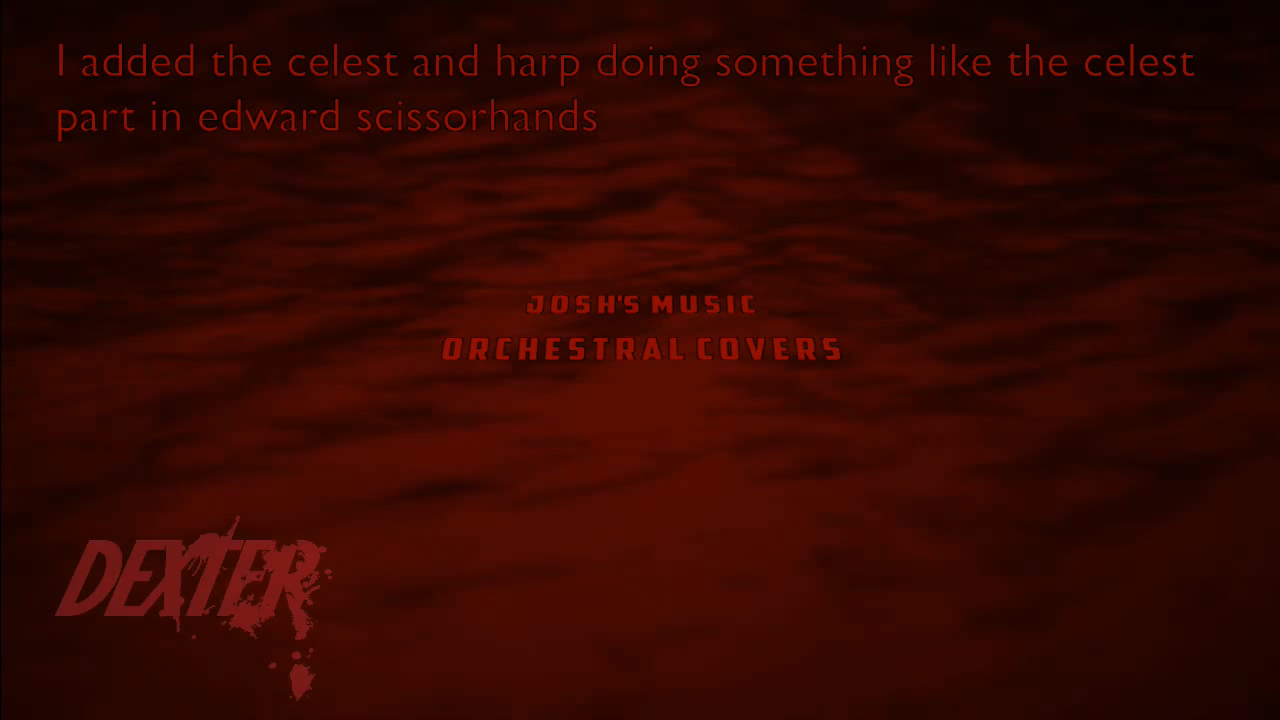 I added the celest and harp doing something like the celest
part in edward scissorhands
JOSH'S MUSIC
ORCHESTRAL COVERS
DEXTER